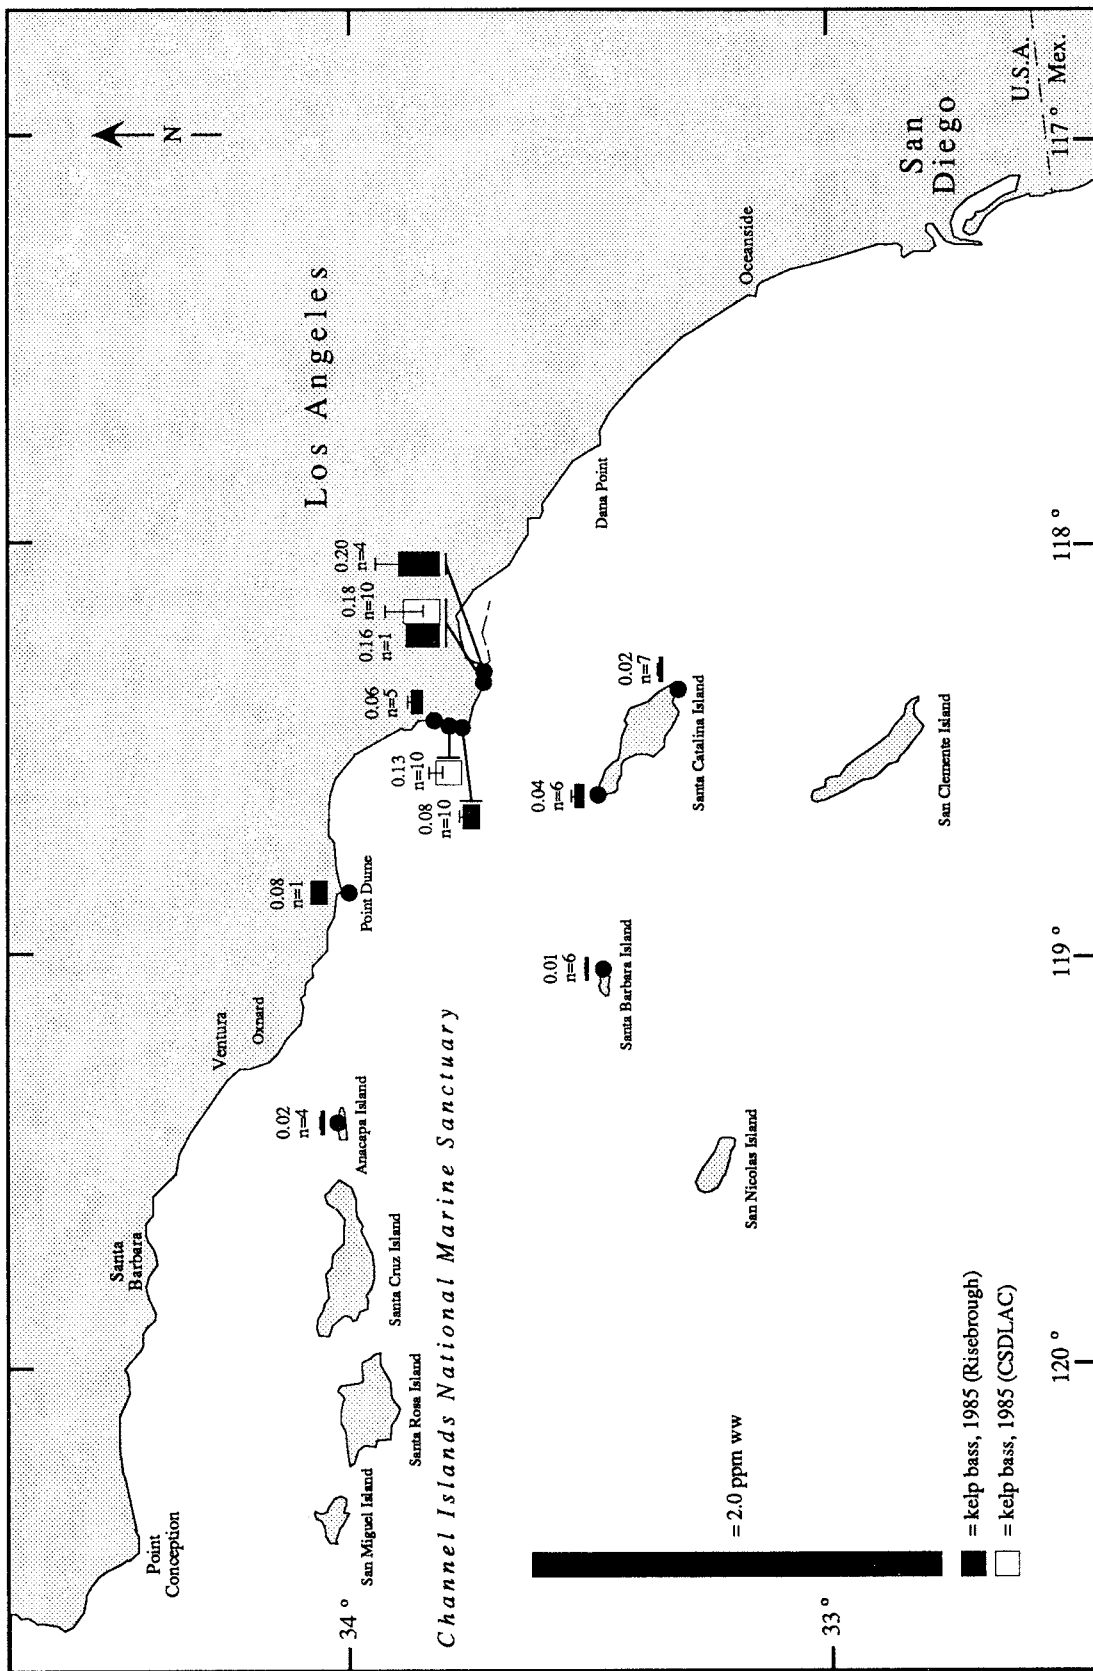 N
Los Angeles
San
Diego
U.S.A.
Mex.
117 °
Oceanside
Dana Point
118 °
0.20
n=4
0.18
n=10
0.16
n=1
0.06
n=5
0.13
n=10
0.08
n=10
0.08
n=1
Point Dume
0.02
n=7
Santa Catalina Island
0.04
n=6
San Clemente Island
0.01
n=6
Santa Barbara Island
119 °
Ventura
Oxnard
0.02
n=4
Anacapa Island
San Nicolas Island
Santa
Barbara
Santa Cruz Island
Santa Rosa Island
San Miguel Island
Channel Islands National Marine Sanctuary
Point
Conception
34 °
33 °
120 °
= 2.0 ppm ww
= kelp bass, 1985 (Risebrough)
= kelp bass, 1985 (CSDLAC)